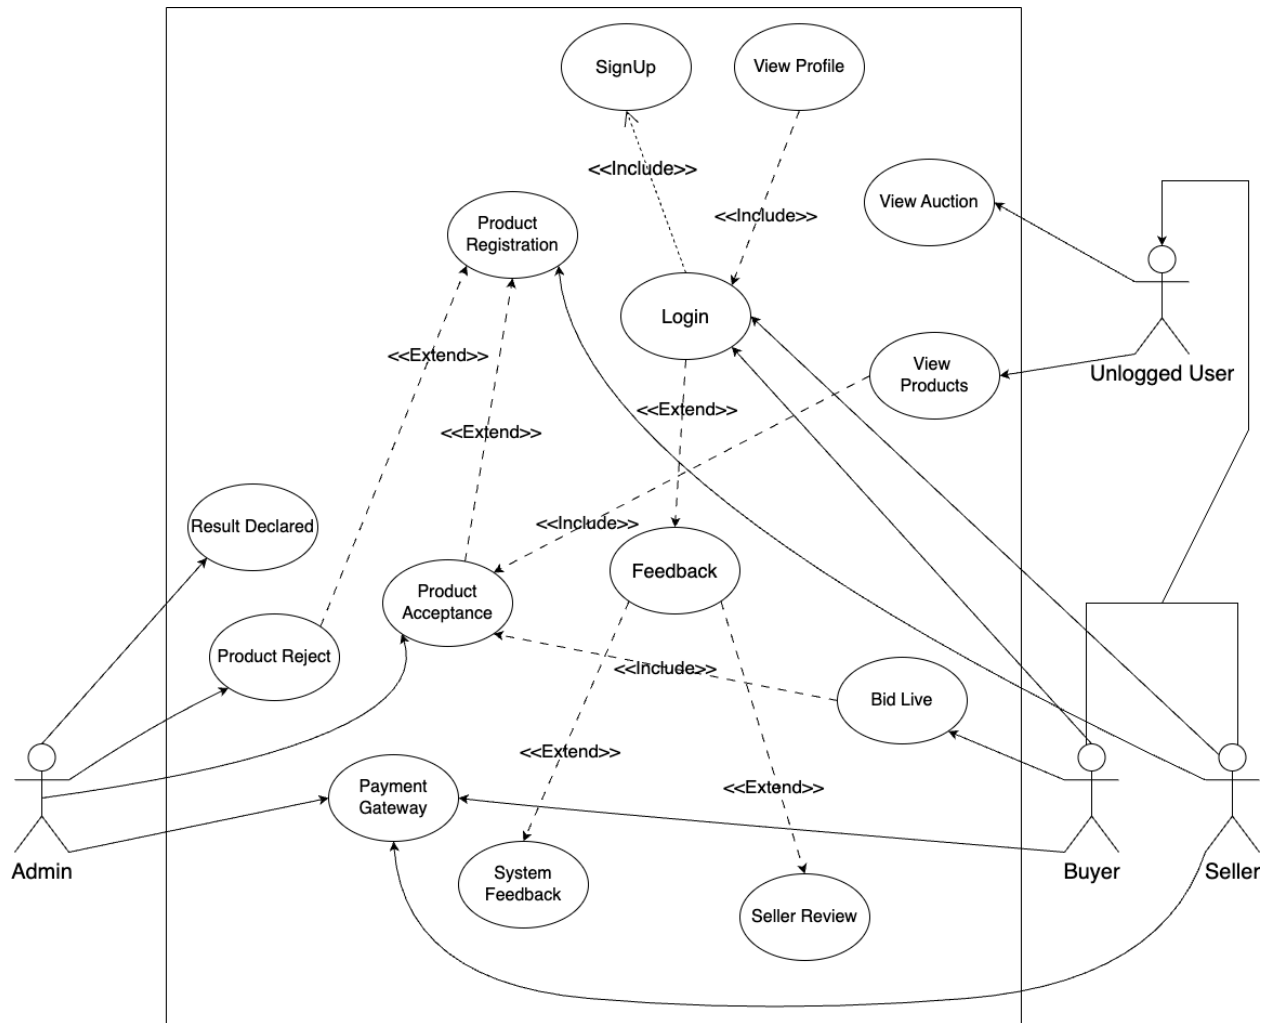 SignUp
View Profile
<<Include>>
<<Include>>
View Auction
Product
Registration
Login
<<Extend>>
View
Products
Unlogged User
<<Extend>>
<<Extend>>
Result Declared
<<Include>>
Feedback
Product
Acceptance
Product Reject
<<Include>>
Bid Live
<<Extend>>
<<Extend>>
Payment
Gateway
Admin
System
Feedback
Buyer
Seller
Seller Review